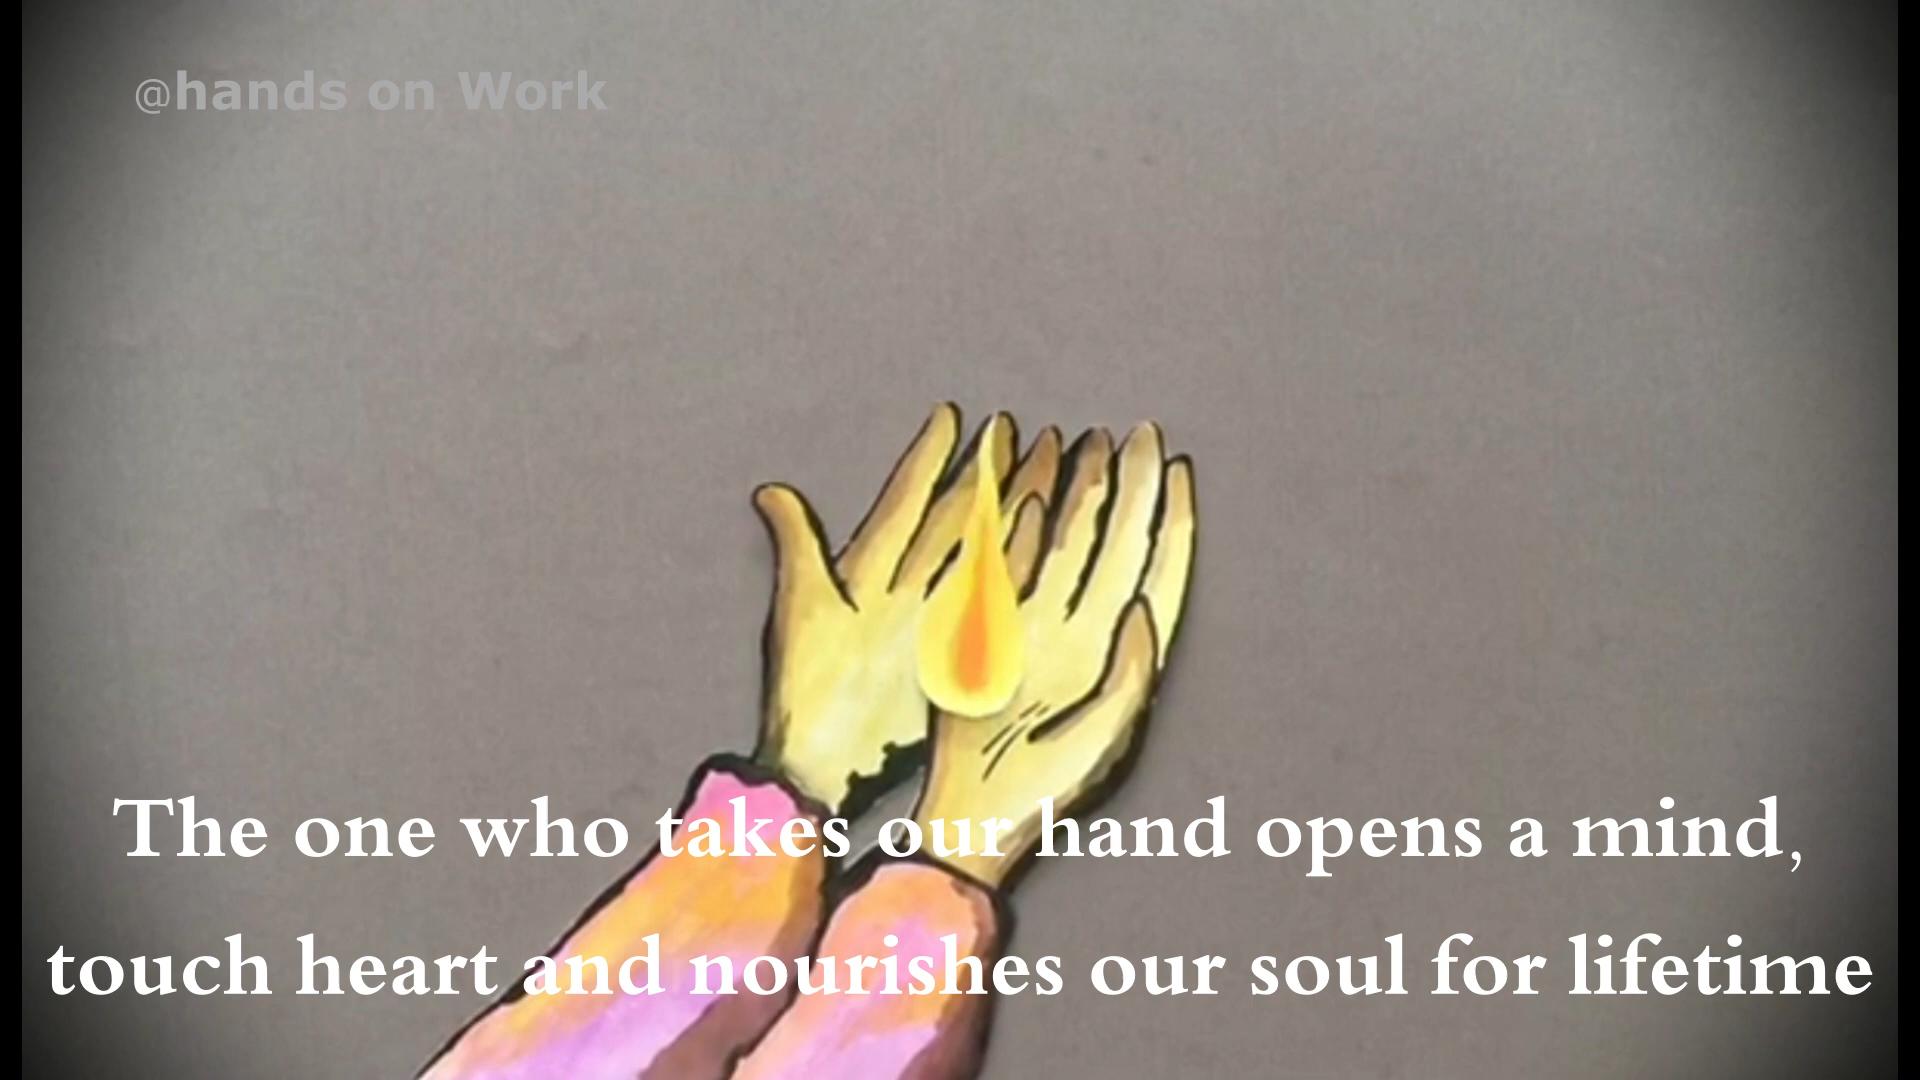 @hands on Work
The one who takes our hand opens a mind,
touch heart and nourishes our soul for lifetime